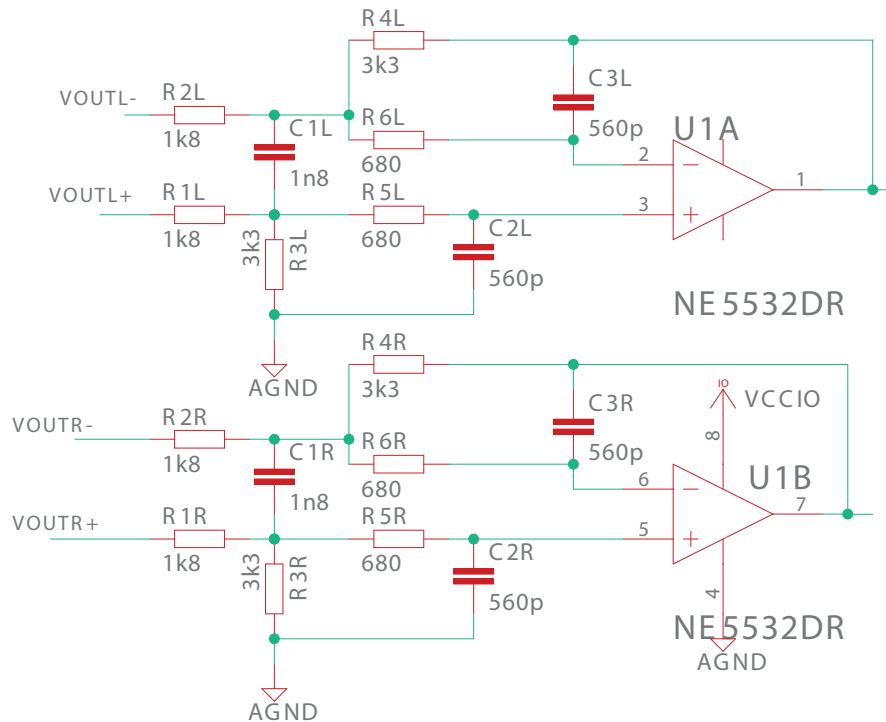 R4L
3k3
R2L
VOUTL-
1k8
C1L
1n8
R6L
680
C3L
560p
U1A
2
3
1
R1L
VOUTL+
1k8
R5L
680
3k3
R3L
C2L
560p
NE5532DR
AGND
R4R
3k3
R2R
VOUTR-
1k8
C1R
1n8
R6R
680
C3R
560p
IO
VCCIO
8
U1B
6
5
7
R1R
VOUTR+
1k8
R5R
680
3k3
R3R
C2R
560p
4
NE5532DR
AGND
AGND